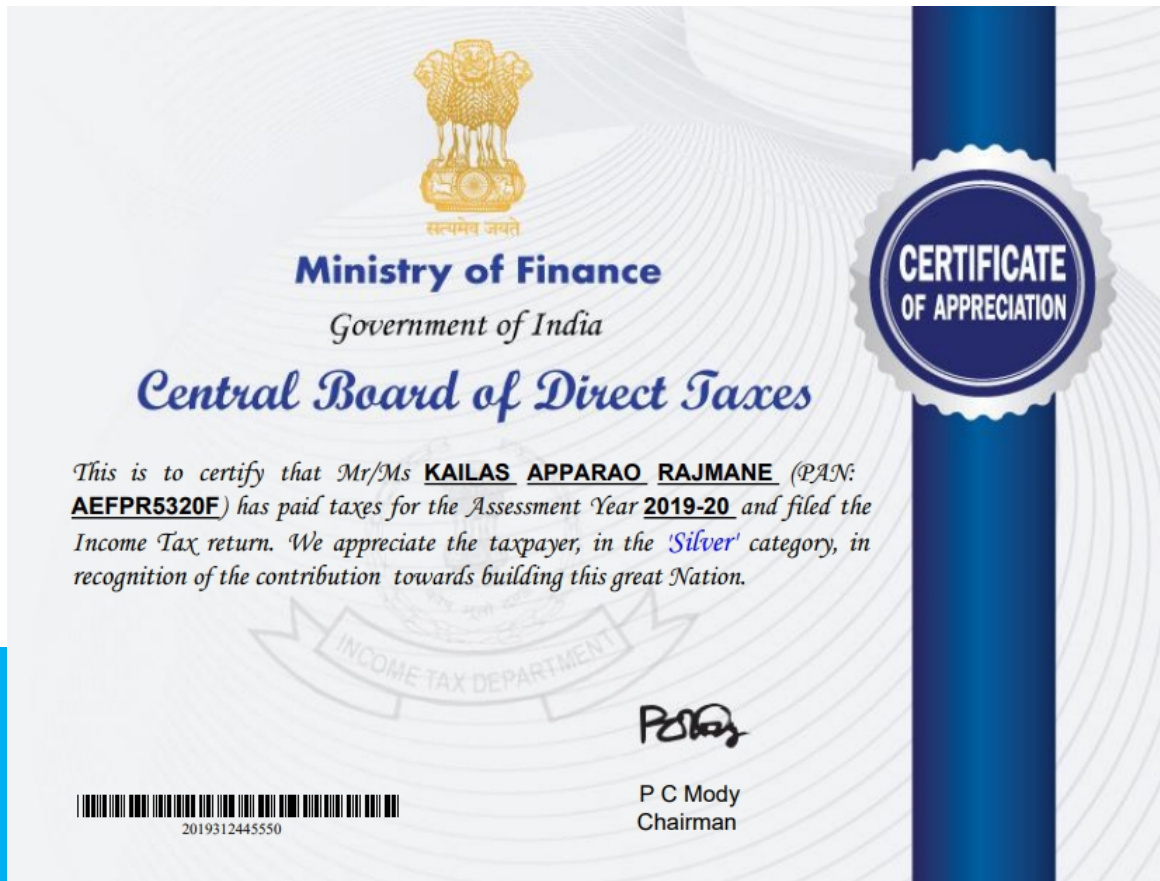 सत्यमेव जयते
Ministry of Finance
Government of India
Central Board of Direct Taxes
CERTIFICATE
OF APPRECIATION
This is to certify that Mr/Ms KAILAS APPARAO RAJMANE (PAN:
AEFPR5320F) has paid taxes for the Assessment Year 2019-20 and filed the
Income Tax return. We appreciate the taxpayer, in the 'Silver' category, in
recognition of the contribution towards building this great Nation.
INCOME TAX DEPARTMENT
P C Mody
Chairman
2019312445550